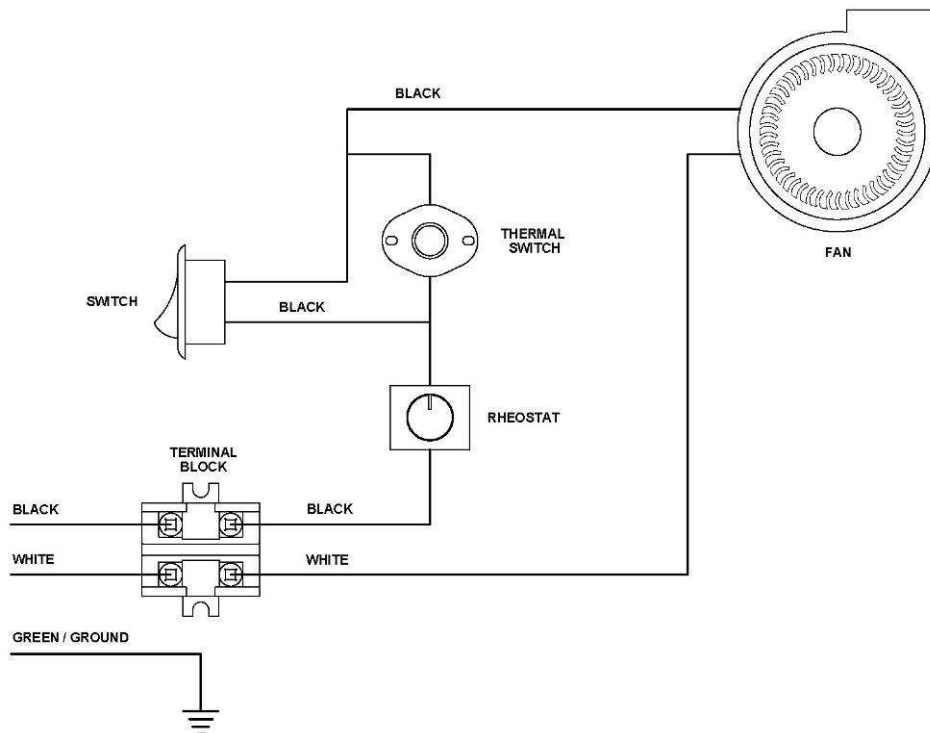 BLACK
THERMAL
SWITCH
FAN
SWITCH
BLACK
RHEOSTAT
TERMINAL
BLOCK
BLACK
BLACK
WHITE
WHITE
GREEN / GROUND